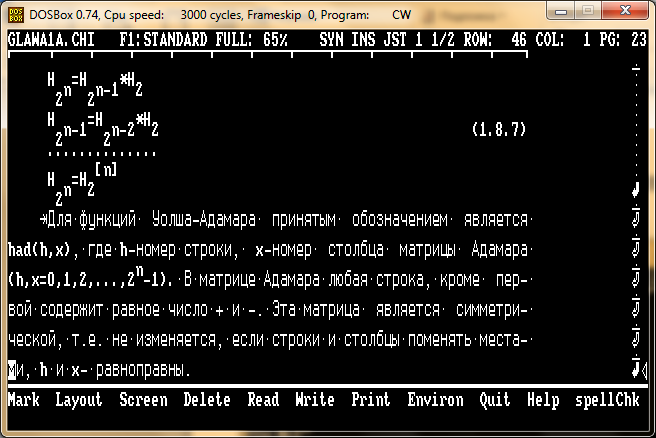 DOSBox 0.74, Cpu speed: 3000 cycles, Frameskip 0, Program: CW
GLAWA1A.CHI F1:STANDARD FULL: 65% SYN INS JST 1 1/2 ROW: 46 COL: 1 PG: 23
H2n=H2n-1*H2
H2n-1=H2n-2*H2 (1.8.7)
..............
H2n=H2[n]
Для функций Уолша-Адамара принятым обозначением является
had(h,x), где h-номер строки, x-номер столбца матрицы Адамара
(h,x=0,1,2,...,2n-1). В матрице Адамара любая строка, кроме пер-
вой содержит равное число + и -. Эта матрица является симметри-
ческой, т.е. не изменяется, если строки и столбцы поменять места-
ми, h и x- равноправны.
Mark Layout Screen Delete Read Write Print Environ Quit Help spellChk